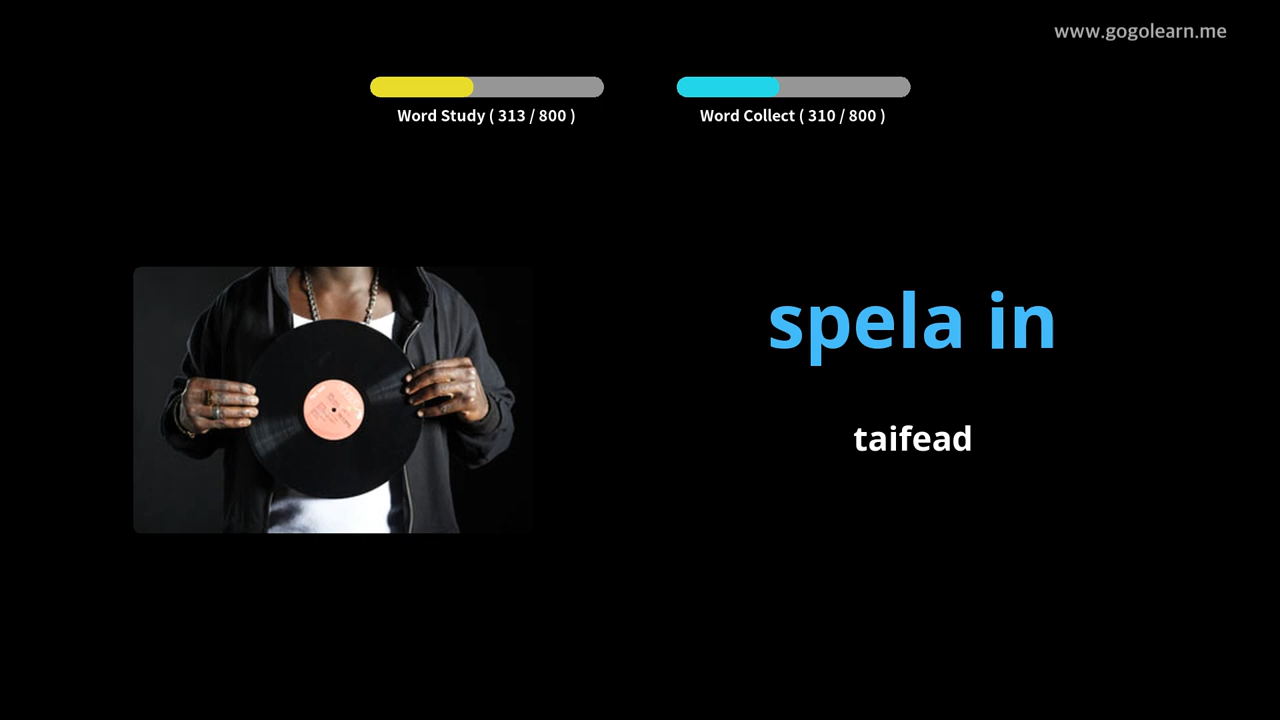 www.gogolearn.me
Word Study ( 313 / 800 )
Word Collect ( 310 / 800 )
spela in
taifead